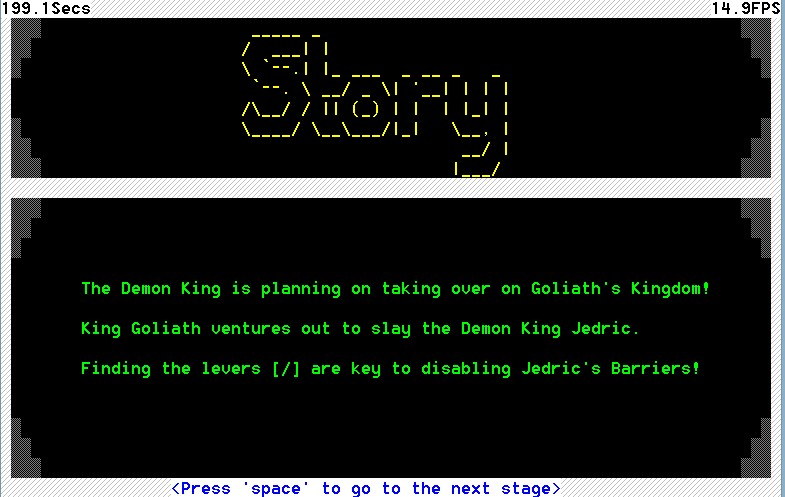 199.1Secs 14.9FPS
Story
The Demon King is planning on taking over on Goliath's Kingdom!
King Goliath ventures out to slay the Demon King Jedric.
Finding the levers [/] are key to disabling Jedric's Barriers!
<Press 'space' to go to the next stage>